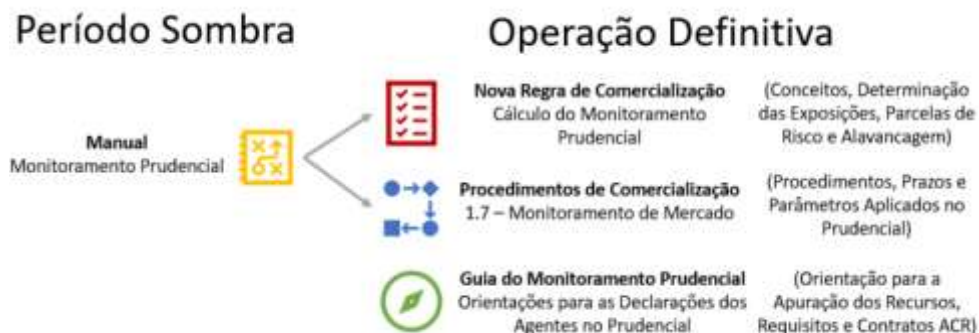 Período Sombra
Operação Definitiva
Manual
Monitoramento Prudencial
Nova Regra de Comercialização
Cálculo do Monitoramento
Prudencial
(Conceitos, Determinação
das Exposições, Parcelas de
Risco e Alavancagem)
Procedimentos de Comercialização
1.7 – Monitoramento de Mercado
(Procedimentos, Prazos e
Parâmetros Aplicados no
Prudencial)
Guia do Monitoramento Prudencial
Orientações para as Declarações dos
Agentes no Prudencial
(Orientação para a
Apuração dos Recursos,
Requisitos e Contratos ACR)